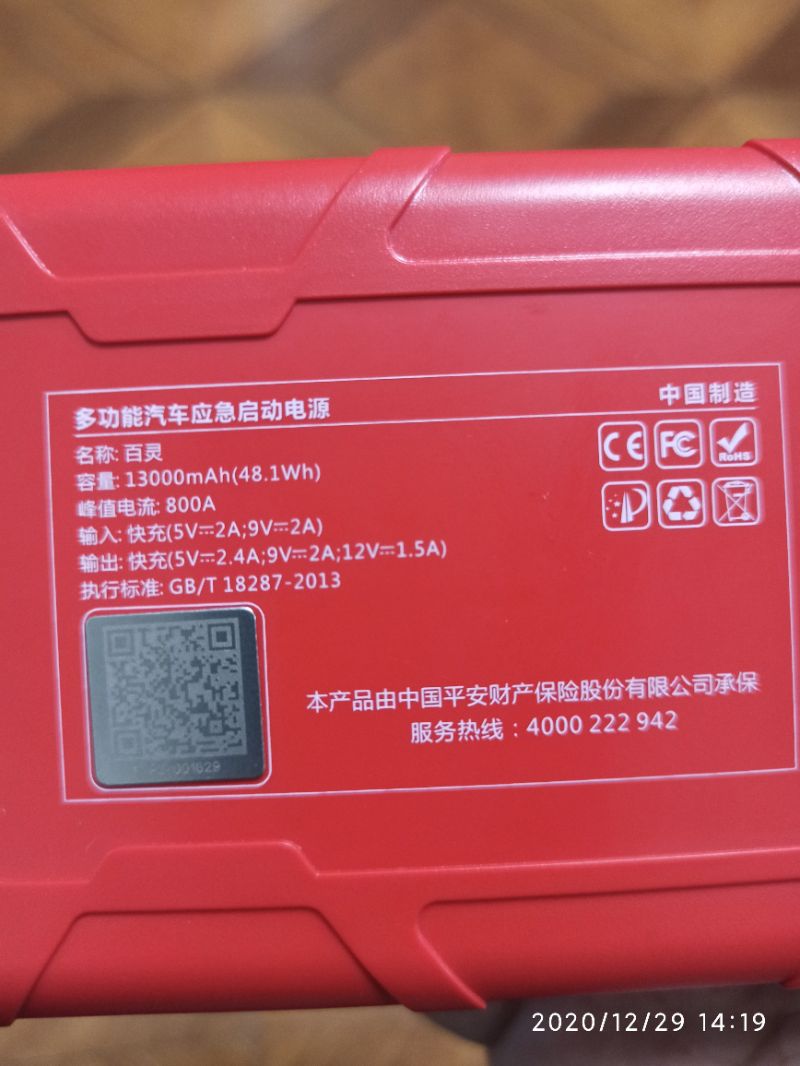 多功能汽车应急启动电源
中国制造
名称: 百灵
容量: 13000mAh(48.1Wh)
峰值电流: 800A
输入: 快充(5V⎓2A;9V⎓2A)
输出: 快充(5V⎓2.4A;9V⎓2A;12V⎓1.5A)
执行标准: GB/T 18287-2013
CE FC RoHS
本产品由中国平安财产保险股份有限公司承保
服务热线：4000 222 942
2020/12/29 14:19